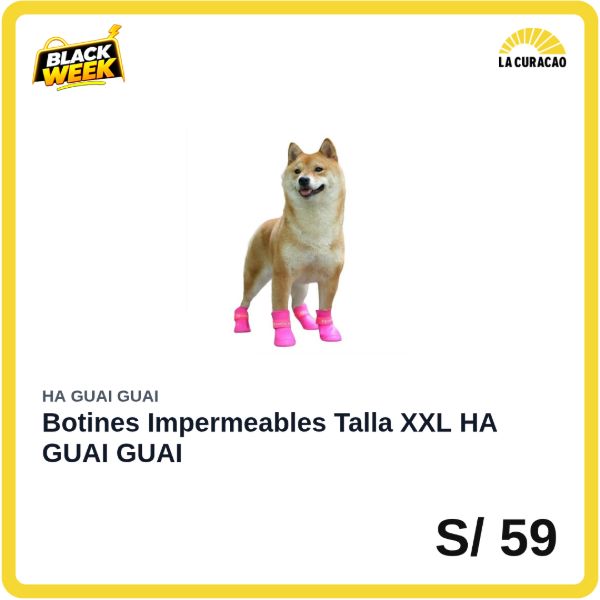 BLACK
WEEK
LA CURACAO
HA GUAI GUAI
Botines Impermeables Talla XXL HA
GUAI GUAI
S/ 59